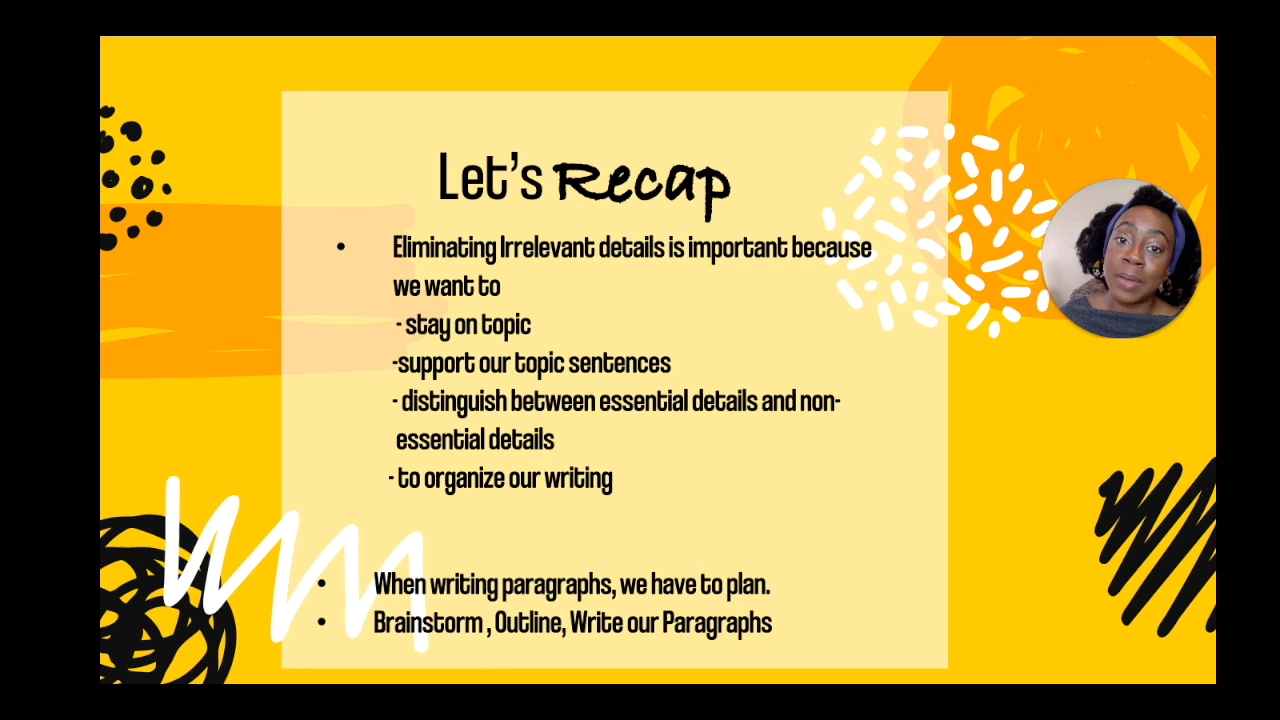 Let's Recap
• Eliminating Irrelevant details is important because
we want to
- stay on topic
-support our topic sentences
- distinguish between essential details and non-
essential details
- to organize our writing
• When writing paragraphs, we have to plan.
• Brainstorm , Outline, Write our Paragraphs